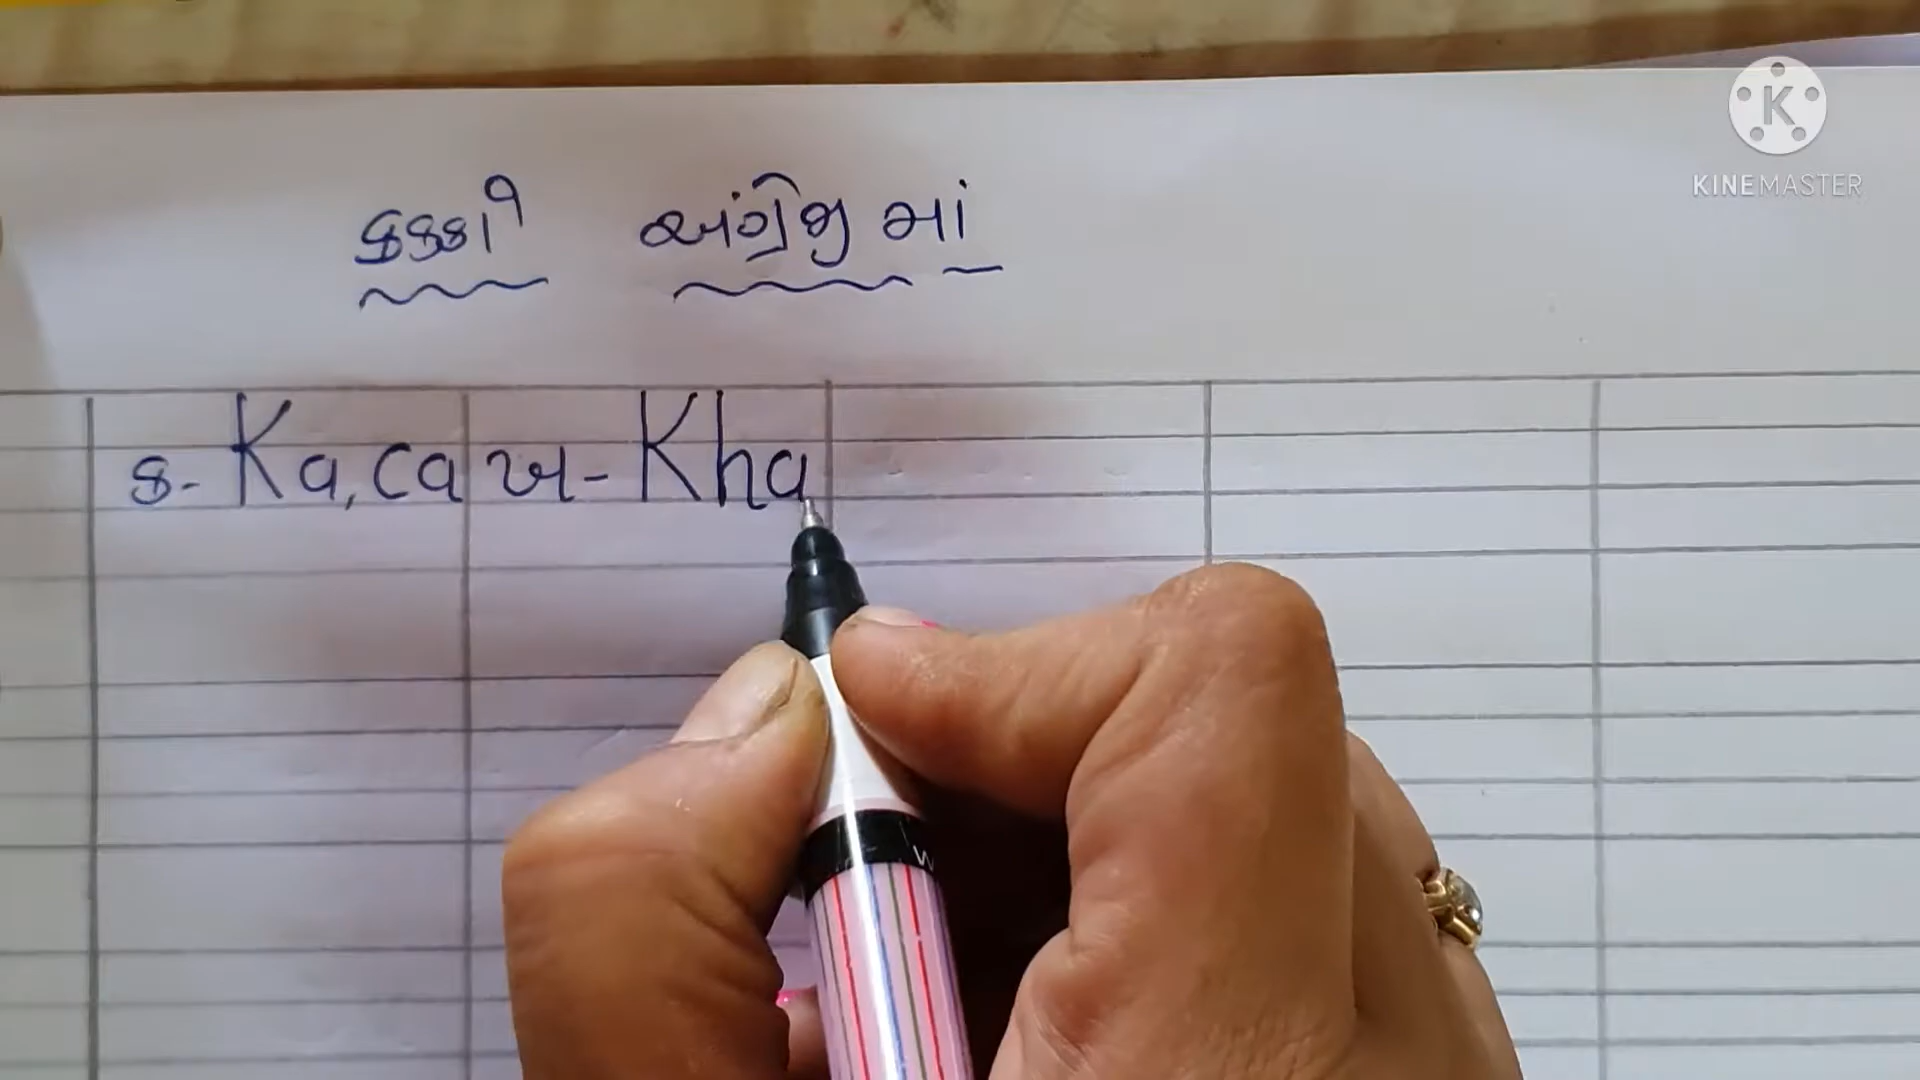 કક્કો અંગ્રેજી માં
ક - Ka, ca ખ - Kha
K
KINEMASTER
W